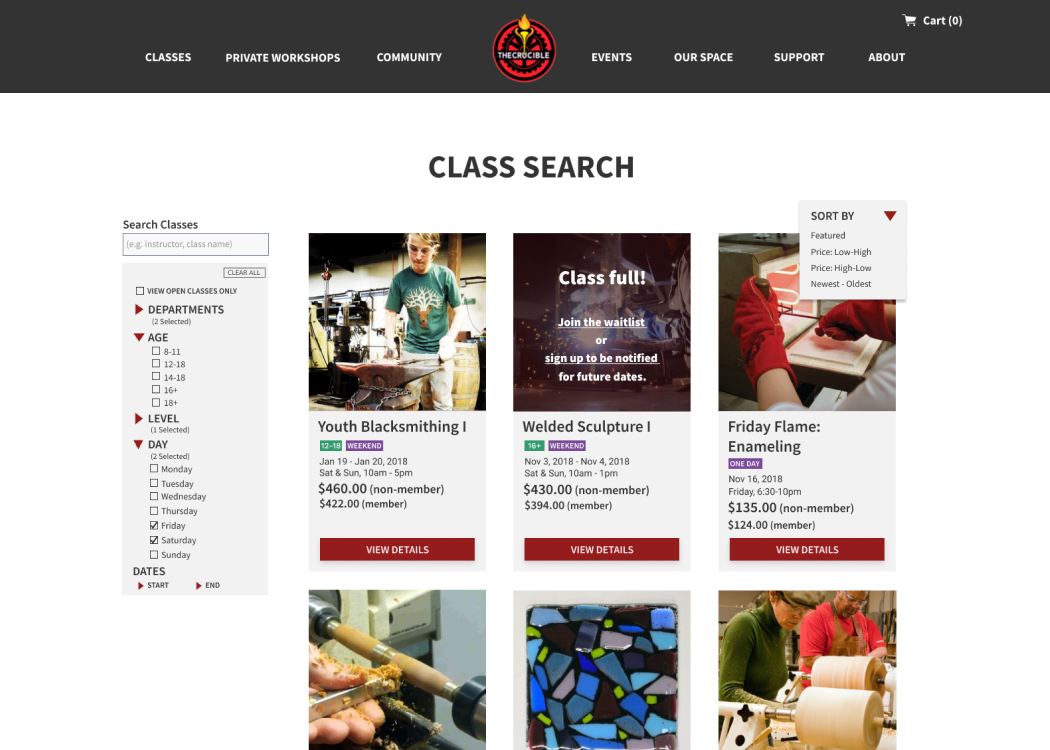 Cart (0)
CLASSES
PRIVATE WORKSHOPS
COMMUNITY
THECRUCIBLE
EVENTS
OUR SPACE
SUPPORT
ABOUT
CLASS SEARCH
Search Classes
(e.g. instructor, class name)
CLEAR ALL
VIEW OPEN CLASSES ONLY
DEPARTMENTS
(2 Selected)
AGE
8-11
12-18
14-18
16+
18+
LEVEL
(1 Selected)
DAY
(2 Selected)
Monday
Tuesday
Wednesday
Thursday
Friday
Saturday
Sunday
DATES
START
END
SORT BY
Featured
Price: Low-High
Price: High-Low
Newest - Oldest
Youth Blacksmithing I
12-18 WEEKEND
Jan 19 - Jan 20, 2018
Sat & Sun, 10am - 5pm
$460.00 (non-member)
$422.00 (member)
VIEW DETAILS
Class full!
Join the waitlist
or
sign up to be notified
for future dates.
Welded Sculpture I
16+ WEEKEND
Nov 3, 2018 - Nov 4, 2018
Sat & Sun, 10am - 1pm
$430.00 (non-member)
$394.00 (member)
VIEW DETAILS
Friday Flame:
Enameling
ONE DAY
Nov 16, 2018
Friday, 6:30-10pm
$135.00 (non-member)
$124.00 (member)
VIEW DETAILS